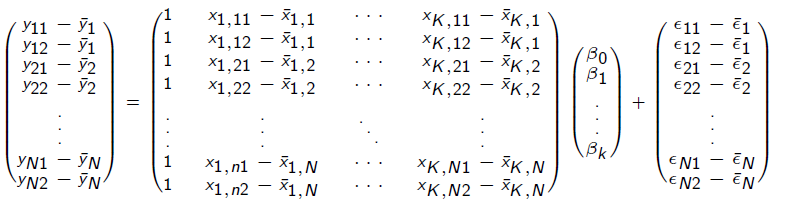 y11 − ȳ1 1 x1,11 − x̄1,1 · · · xK,11 − x̄K,1 ϵ11 − ϵ̄1
y12 − ȳ1 1 x1,12 − x̄1,1 · · · xK,12 − x̄K,1 β0 ϵ12 − ϵ̄1
y21 − ȳ2 1 x1,21 − x̄1,2 · · · xK,21 − x̄K,2 β1 ϵ21 − ϵ̄2
y22 − ȳ2 1 x1,22 − x̄1,2 · · · xK,22 − x̄K,2 ϵ22 − ϵ̄2
⋮ = ⋮ ⋮ ⋱ ⋮ ⋮ + ⋮
yN1 − ȳN 1 x1,n1 − x̄1,N · · · xK,N1 − x̄K,N βk ϵN1 − ϵ̄N
yN2 − ȳN 1 x1,n2 − x̄1,N · · · xK,N2 − x̄K,N ϵN2 − ϵ̄N